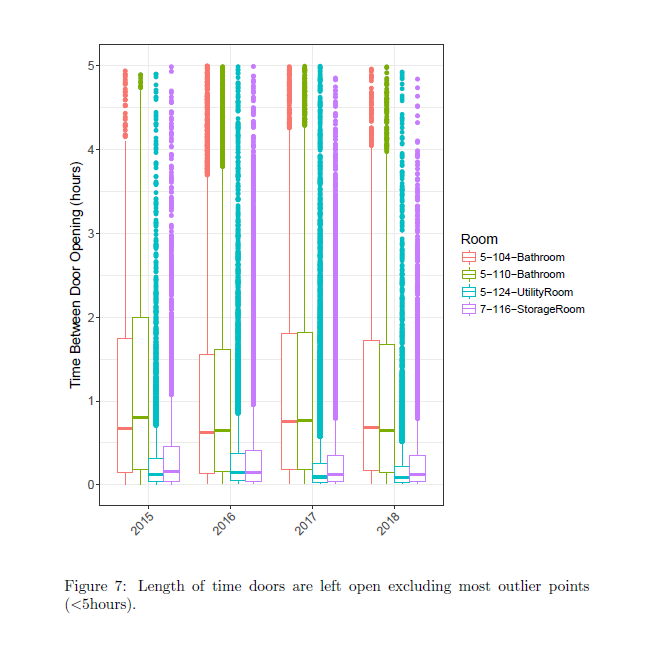 5
4
3
2
1
0
Time Between Door Opening (hours)
2015
2016
2017
2018
Room
5−104−Bathroom
5−110−Bathroom
5−124−UtilityRoom
7−116−StorageRoom
Figure 7: Length of time doors are left open excluding most outlier points
(<5hours).